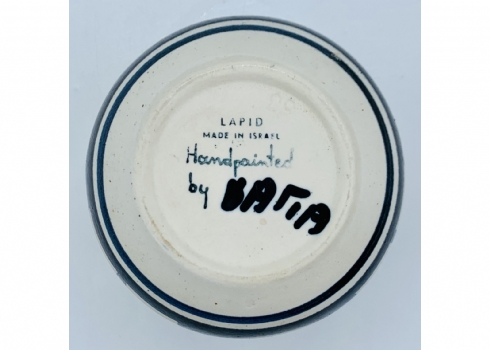 LAPID
MADE IN ISRAEL
Handpainted
by BATIA